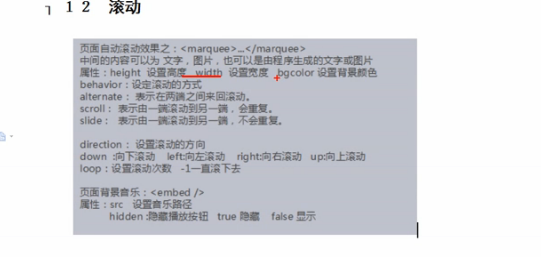 12 滚动
页面自动滚动效果之：<marquee>...</marquee>
中间的内容可以为 文字，图片，也可以是由程序生成的文字或图片
属性：height 设置高度 width 设置宽度 bgcolor 设置背景颜色
behavior：设定滚动的方式
alternate： 表示在两端之间来回滚动。
scroll： 表示由一端滚动到另一端，会重复。
slide： 表示由一端滚动到另一端，不会重复。
direction： 设置滚动的方向
down :向下滚动 left:向左滚动 right:向右滚动 up:向上滚动
loop：设置滚动次数 -1一直滚下去
页面背景音乐：<embed />
属性：src 设置音乐路径
hidden :隐藏播放按钮 true 隐藏 false 显示